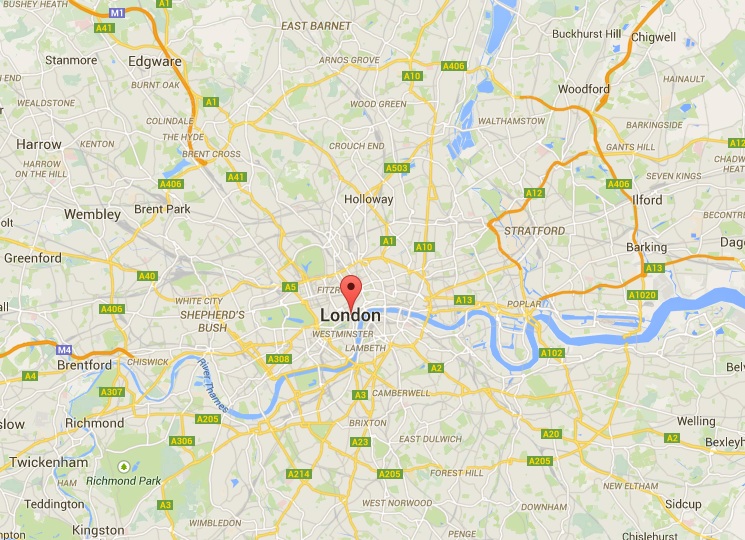 BUSHEY HEATH
M1
A1
A41
EAST BARNET
Buckhurst Hill
Chigwell
Stanmore
Edgware
ARNOS GROVE
A10
A406
BURNT OAK
HAINAULT
Woodford
WEALDSTONE
A1
WOOD GREEN
COLINDALE
WALTHAMSTOW
BARKINGSIDE
THE HYDE
Harrow
KENTON
CROUCH END
GANTS HILL
A12
BRENT CROSS
HARROW
ON THE HILL
A406
A41
A503
A12
A406
SEVEN KINGS
Holloway
Ilford
Wembley
Brent Park
BECONTRE
STRATFORD
A1
A10
Barking
Greenford
A13
A40
A5
FITZR
A406
WHITE CITY
SHEPHERD'S
BUSH
London
A13
POPLAR
A1020
WESTMINSTER
LAMBETH
M4
CHISWICK
A308
A102
Brentford
A4
A307
River Thames
A2
A3
CAMBERWELL
Richmond
A205
BRIXTON
Welling
A306
A23
EAST DULWICH
A20
A2
Bexleyh
Twickenham
HAM
Richmond Park
A214
A205
FOREST HILL
A205
NEW ELTHAM
Teddington
A3
WEST NORWOOD
DOWNHAM
Sidcup
Kingston
WIMBLEDON
PENGE
Chislehurst